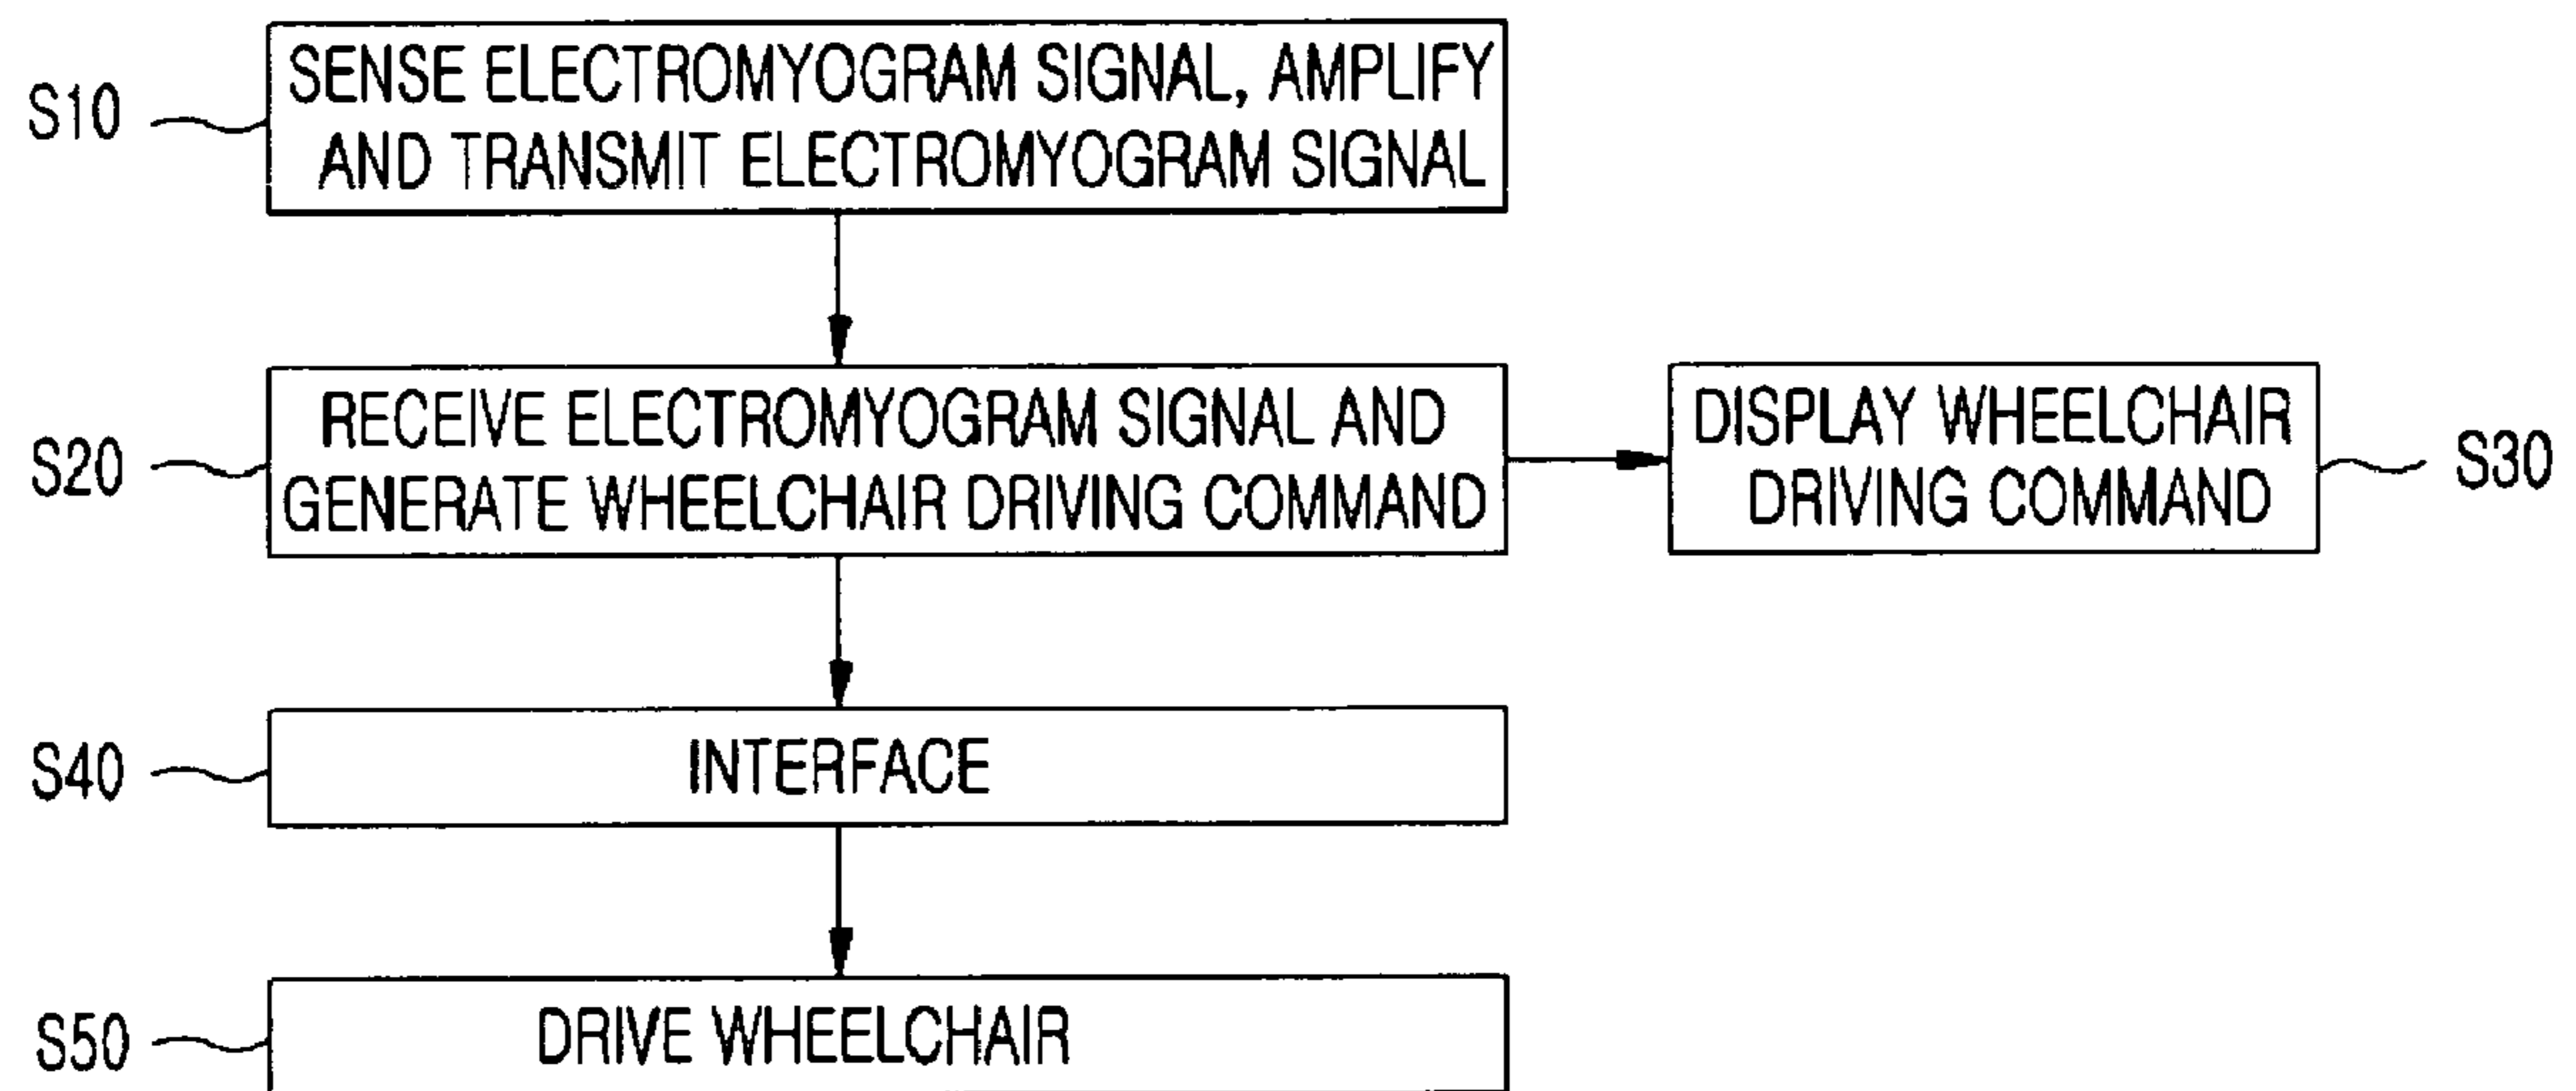 S10
SENSE ELECTROMYOGRAM SIGNAL, AMPLIFY
AND TRANSMIT ELECTROMYOGRAM SIGNAL
S20
RECEIVE ELECTROMYOGRAM SIGNAL AND
GENERATE WHEELCHAIR DRIVING COMMAND
DISPLAY WHEELCHAIR
DRIVING COMMAND
S30
S40
INTERFACE
S50
DRIVE WHEELCHAIR